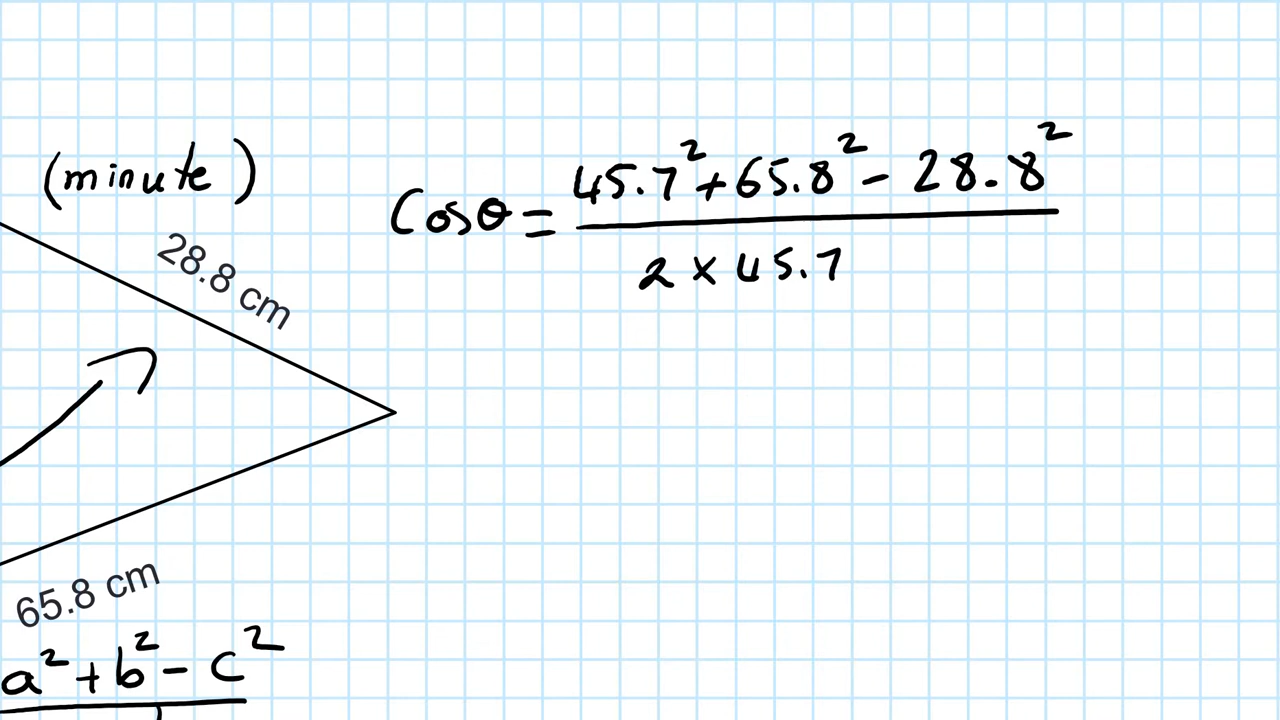 (minute)
Cosθ = 45.7² + 65.8² - 28.8²
2 × 45.7
28.8 cm
65.8 cm
a² + b² - c²